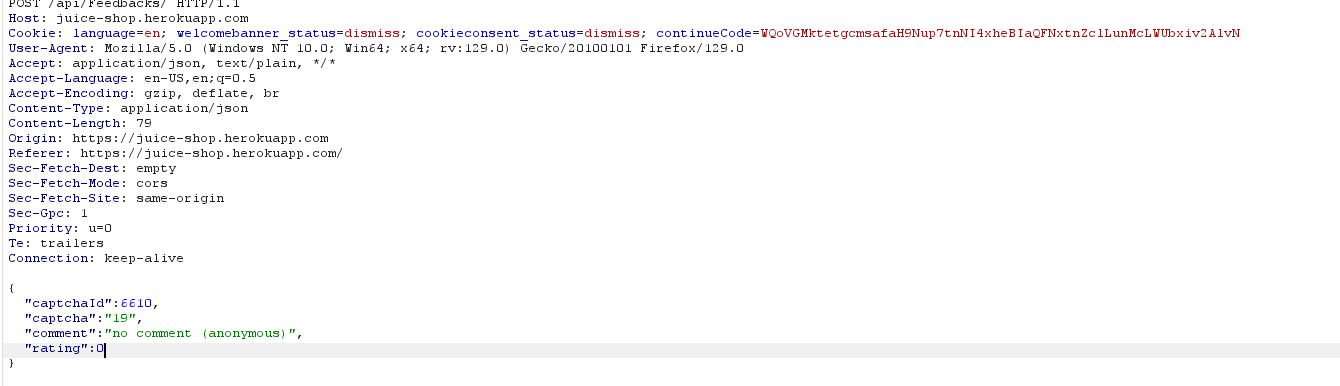 POST /api/Feedbacks/ HTTP/1.1
Host: juice-shop.herokuapp.com
Cookie: language=en; welcomebanner_status=dismiss; cookieconsent_status=dismiss; continueCode=WQoVGMktetgcmsafaH9Nup7tnNI4xheBIaQFNxtnZclLunMcLWUbxiv2AlvN
User-Agent: Mozilla/5.0 (Windows NT 10.0; Win64; x64; rv:129.0) Gecko/20100101 Firefox/129.0
Accept: application/json, text/plain, */*
Accept-Language: en-US,en;q=0.5
Accept-Encoding: gzip, deflate, br
Content-Type: application/json
Content-Length: 79
Origin: https://juice-shop.herokuapp.com
Referer: https://juice-shop.herokuapp.com/
Sec-Fetch-Dest: empty
Sec-Fetch-Mode: cors
Sec-Fetch-Site: same-origin
Sec-Gpc: 1
Priority: u=0
Te: trailers
Connection: keep-alive
{
"captchaId":6610,
"captcha":"19",
"comment":"no comment (anonymous)",
"rating":0
}